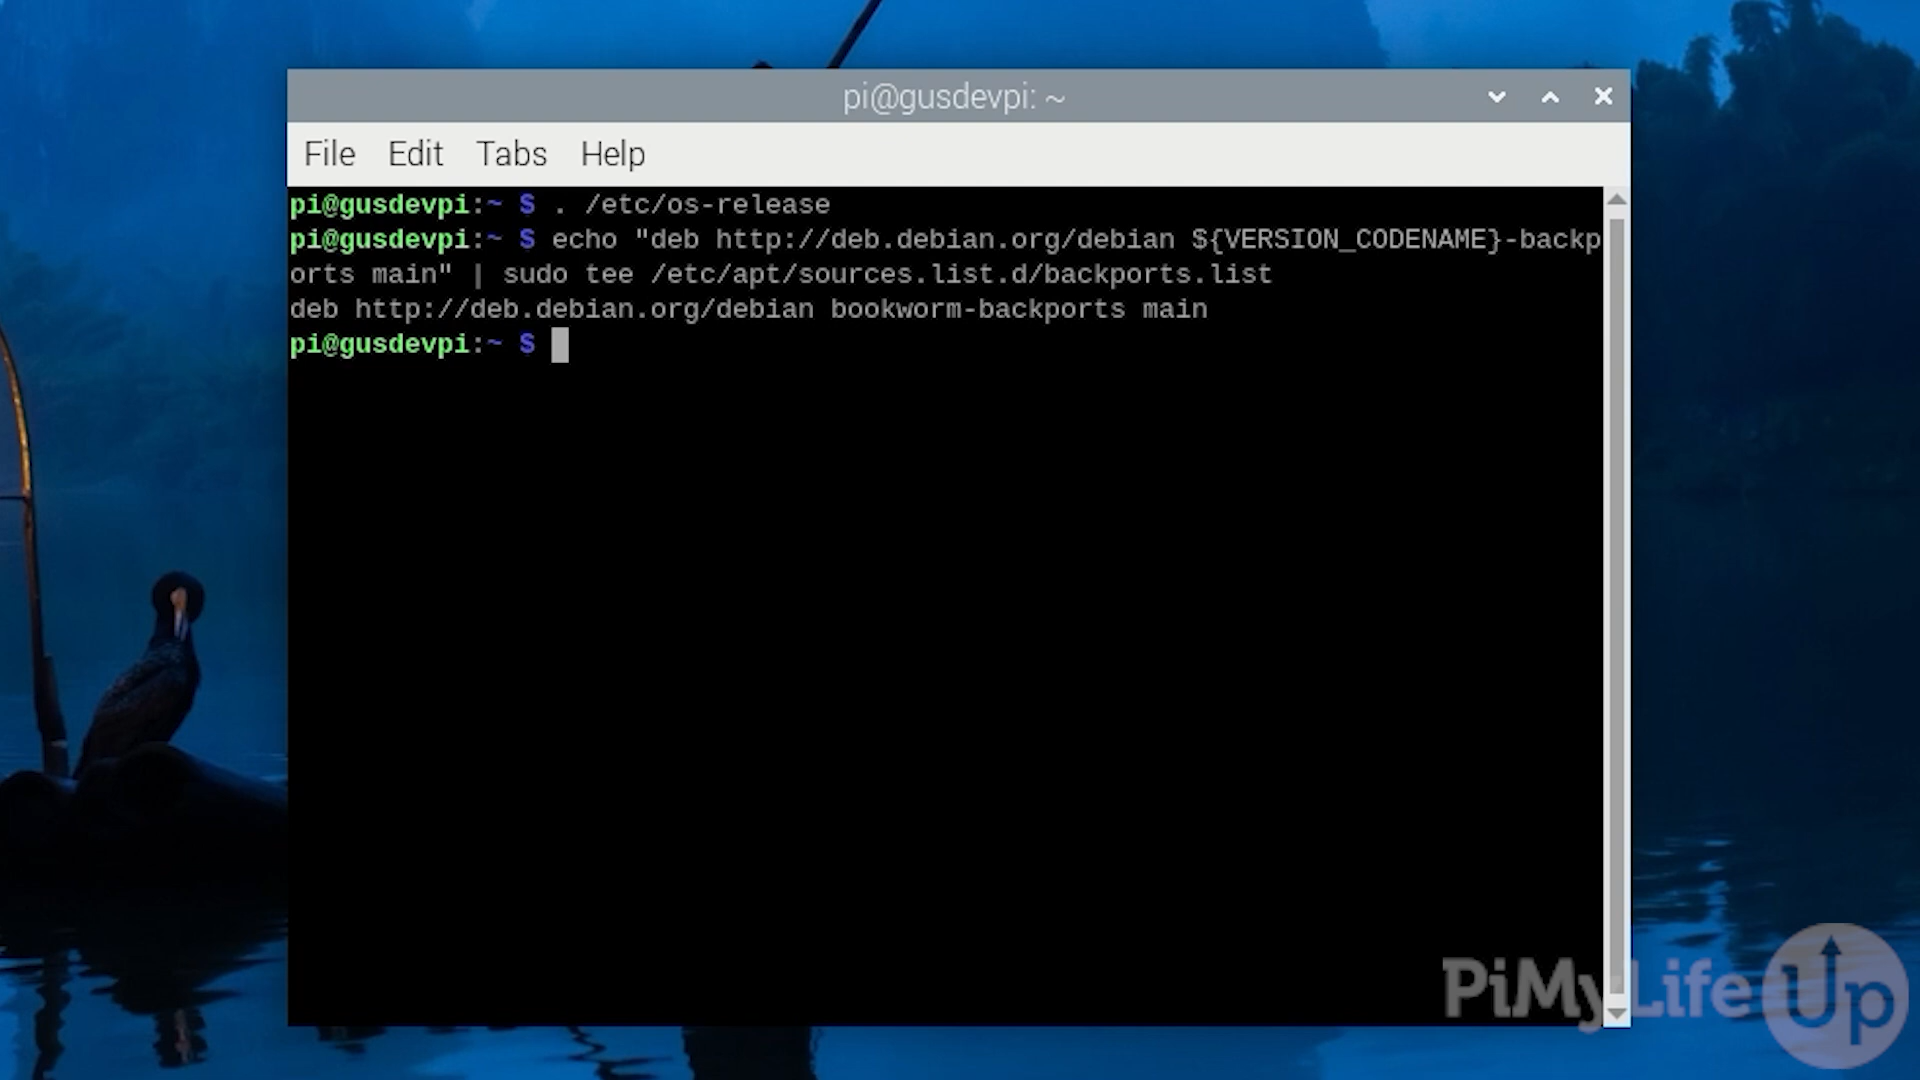 pi@gusdevpi: ~
File Edit Tabs Help
pi@gusdevpi:~ $ . /etc/os-release
pi@gusdevpi:~ $ echo "deb http://deb.debian.org/debian ${VERSION_CODENAME}-backp
orts main" | sudo tee /etc/apt/sources.list.d/backports.list
deb http://deb.debian.org/debian bookworm-backports main
pi@gusdevpi:~ $
PiMyLifeUp